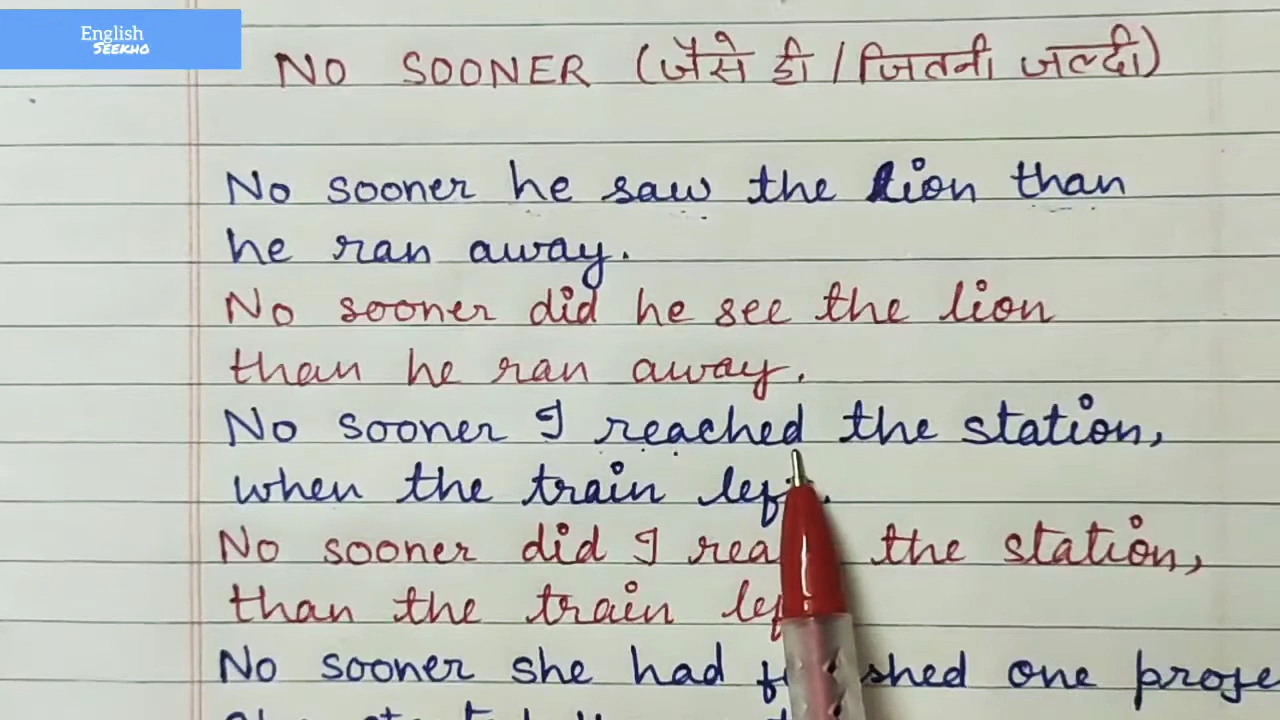 English
SEEKHO
NO SOONER (जैसे ही / जितनी जल्दी)
No sooner he saw the lion than
he ran away.
No sooner did he see the lion
than he ran away.
No sooner I reached the station,
when the train
No sooner did I the station,
than the train
No sooner she had one